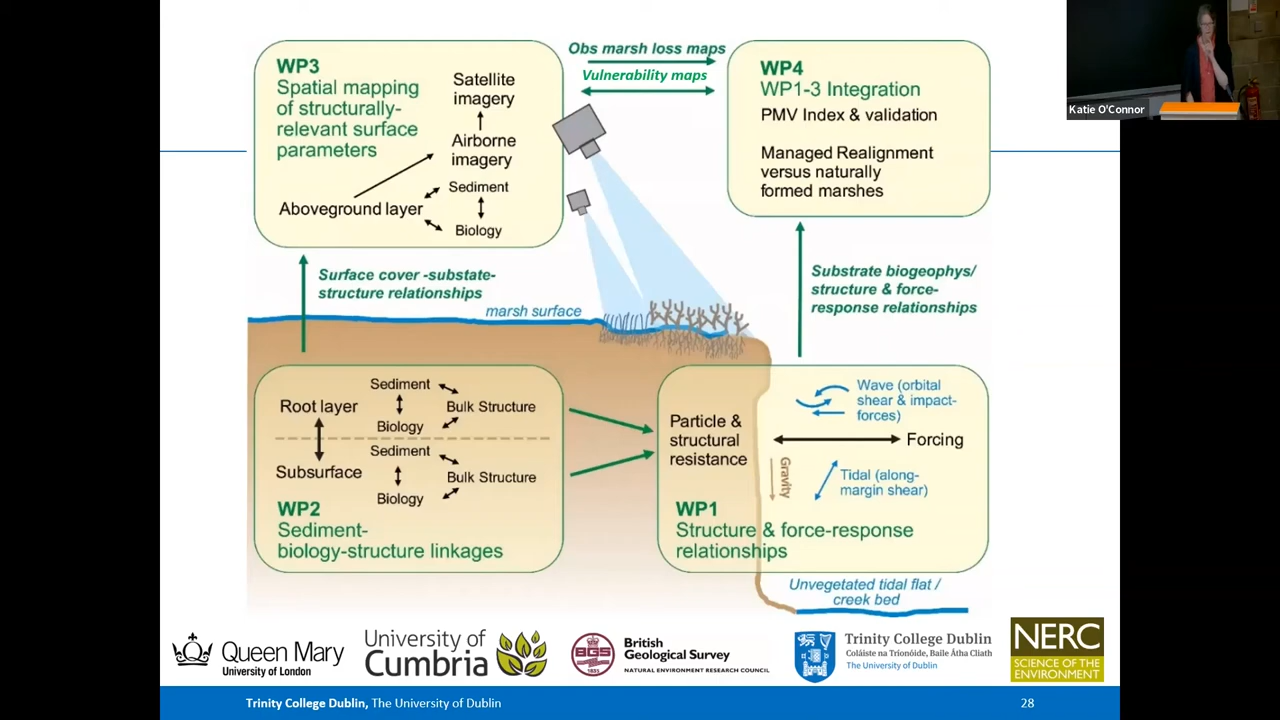 WP3
Spatial mapping
of structurally-
relevant surface
parameters
Satellite
imagery
Airborne
imagery
Aboveground layer
Sediment
Biology
Obs marsh loss maps
Vulnerability maps
WP4
WP1-3 Integration
PMV Index & validation
Managed Realignment
versus naturally
formed marshes
Katie O'Connor
Surface cover -substrate-
structure relationships
marsh surface
Substrate biogeophys/
structure & force-
response relationships
Root layer
Subsurface
Sediment
Biology
Bulk Structure
Sediment
Biology
Bulk Structure
WP2
Sediment-
biology-structure linkages
Particle &
structural
resistance
Gravity
Wave (orbital
shear & impact-
forces)
Forcing
Tidal (along-
margin shear)
WP1
Structure & force-response
relationships
Unvegetated tidal flat /
creek bed
Queen Mary
University of London
University of
Cumbria
BGS
1835
British
Geological Survey
NATURAL ENVIRONMENT RESEARCH COUNCIL
Trinity College Dublin
Coláiste na Tríonóide, Baile Átha Cliath
The University of Dublin
NERC
SCIENCE OF THE
ENVIRONMENT
Trinity College Dublin, The University of Dublin
28